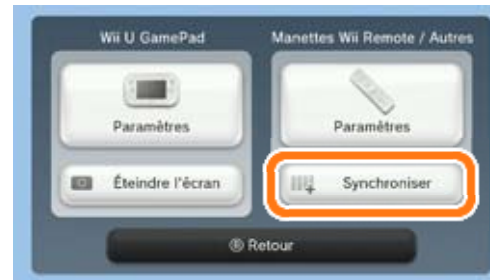 Wii U GamePad
Manettes Wii Remote / Autres
Paramètres
Paramètres
Éteindre l'écran
Synchroniser
Ⓑ Retour